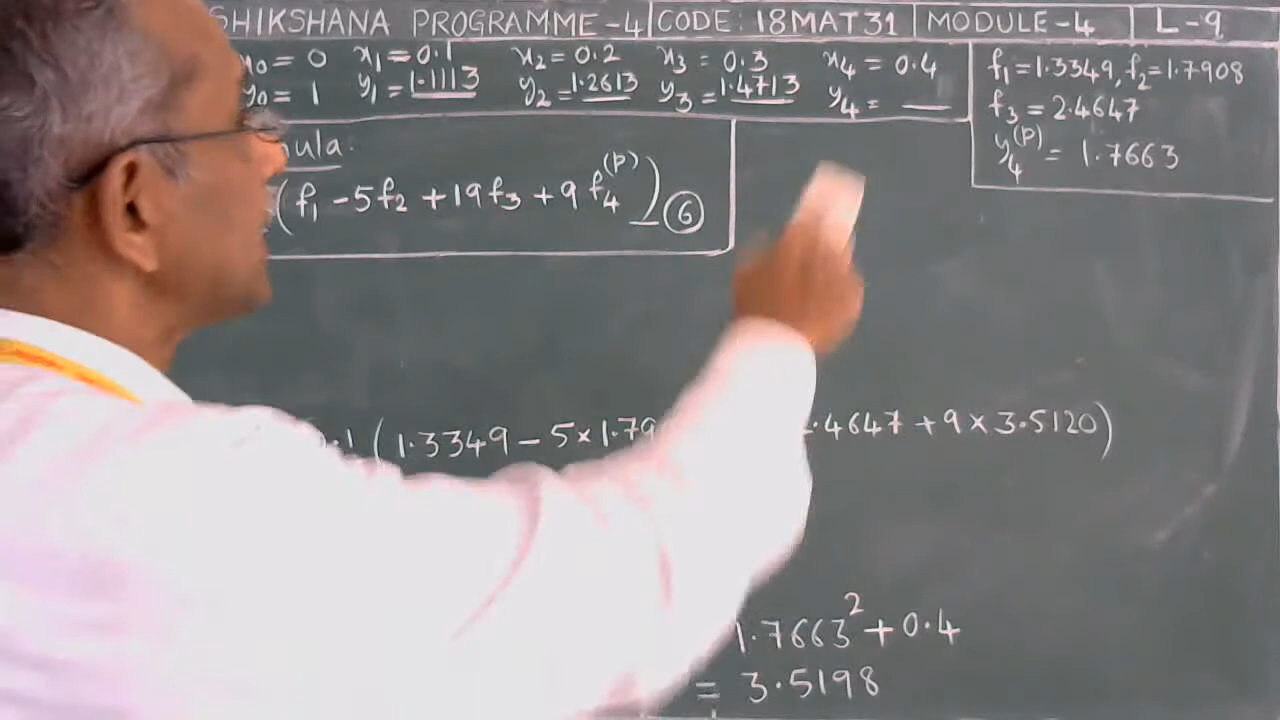 SHIKSHANA PROGRAMME-4 CODE: 18MAT31 MODULE-4 L-9
x₀ = 0 x₁ = 0.1 x₂ = 0.2 x₃ = 0.3 x₄ = 0.4
y₀ = 1 y₁ = 1.1113 y₂ = 1.2613 y₃ = 1.4713 y₄ = __
f₁ = 1.3349, f₂ = 1.7908
f₃ = 2.4647
y₄⁽ᵖ⁾ = 1.7663
(f₁ - 5f₂ + 19f₃ + 9f₄⁽ᵖ⁾) — ⑥
(1.3349 - 5 × 1.79 .4647 + 9 × 3.5120)
1.7663² + 0.4
= 3.5198